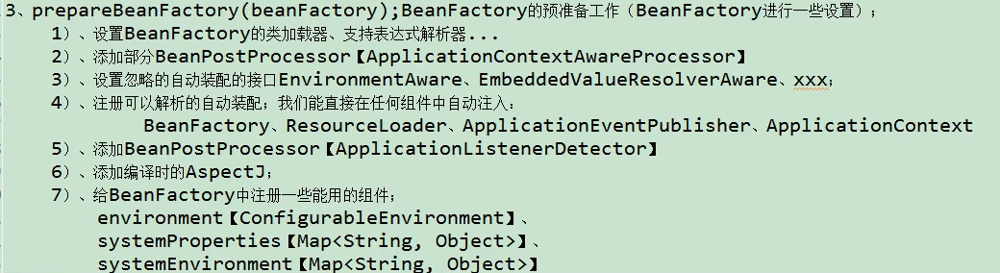 3、prepareBeanFactory(beanFactory);BeanFactory的预准备工作（BeanFactory进行一些设置）;
1）、设置BeanFactory的类加载器、支持表达式解析器...
2）、添加部分BeanPostProcessor【ApplicationContextAwareProcessor】
3）、设置忽略的自动装配的接口EnvironmentAware、EmbeddedValueResolverAware、xxx;
4）、注册可以解析的自动装配；我们能直接在任何组件中自动注入：
BeanFactory、ResourceLoader、ApplicationEventPublisher、ApplicationContext
5）、添加BeanPostProcessor【ApplicationListenerDetector】
6）、添加编译时的AspectJ;
7）、给BeanFactory中注册一些能用的组件;
environment【ConfigurableEnvironment】、
systemProperties【Map<String, Object>】、
systemEnvironment【Map<String, Object>】